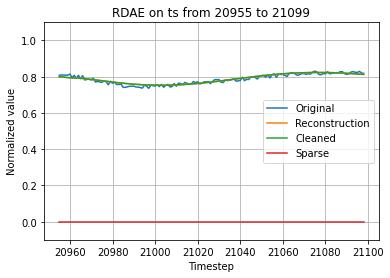 RDAE on ts from 20955 to 21099
Normalized value
1.0
0.8
0.6
0.4
0.2
0.0
Original
Reconstruction
Cleaned
Sparse
20960 20980 21000 21020 21040 21060 21080 21100
Timestep